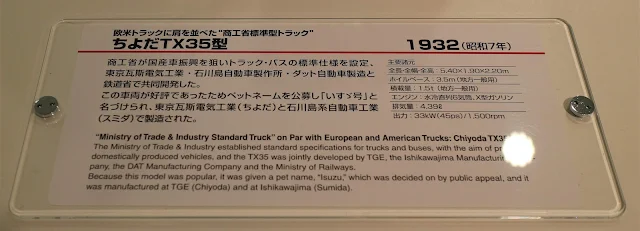 欧米トラックに肩を並べた"商工省標準型トラック"
ちよだTX35型
1932(昭和7年)
商工省が国産車振興を狙いトラック・バスの標準仕様を設定、
東京瓦斯電気工業・石川島自動車製作所・ダット自動車製造と
鉄道省で共同開発した。
この車両が好評であったためペットネームを公募し「いすゞ号」と
名づけられ、東京瓦斯電気工業(ちよだ)と石川島系自動車工業
(スミダ)で製造された。
主要諸元
全長・全幅・全高 5.40×1.90×2.20m
ホイルベース:3.5m(地方一般用)
積載量:1.5t(地方一般用)
エンジン:水冷直列6気筒、X型ガソリン
排気量:4.39ℓ
出力:33kW(45ps)/1,500rpm
"Ministry of Trade & Industry Standard Truck" on Par with European and American Trucks: Chiyoda TX35
The Ministry of Industry established standard specifications for trucks and buses, with the aim of
domestically produced vehicles, and the TX35 was jointly developed by TGE, the Ishikawajima Manufacturing
pany, the DAT Manufacturing Company and the Ministry of Railways.
Because this model was popular, it was given a pet name, "Isuzu," which was decided on by public appeal, and it
was manufactured at TGE (Chiyoda) and at Ishikawajima (Sumida).